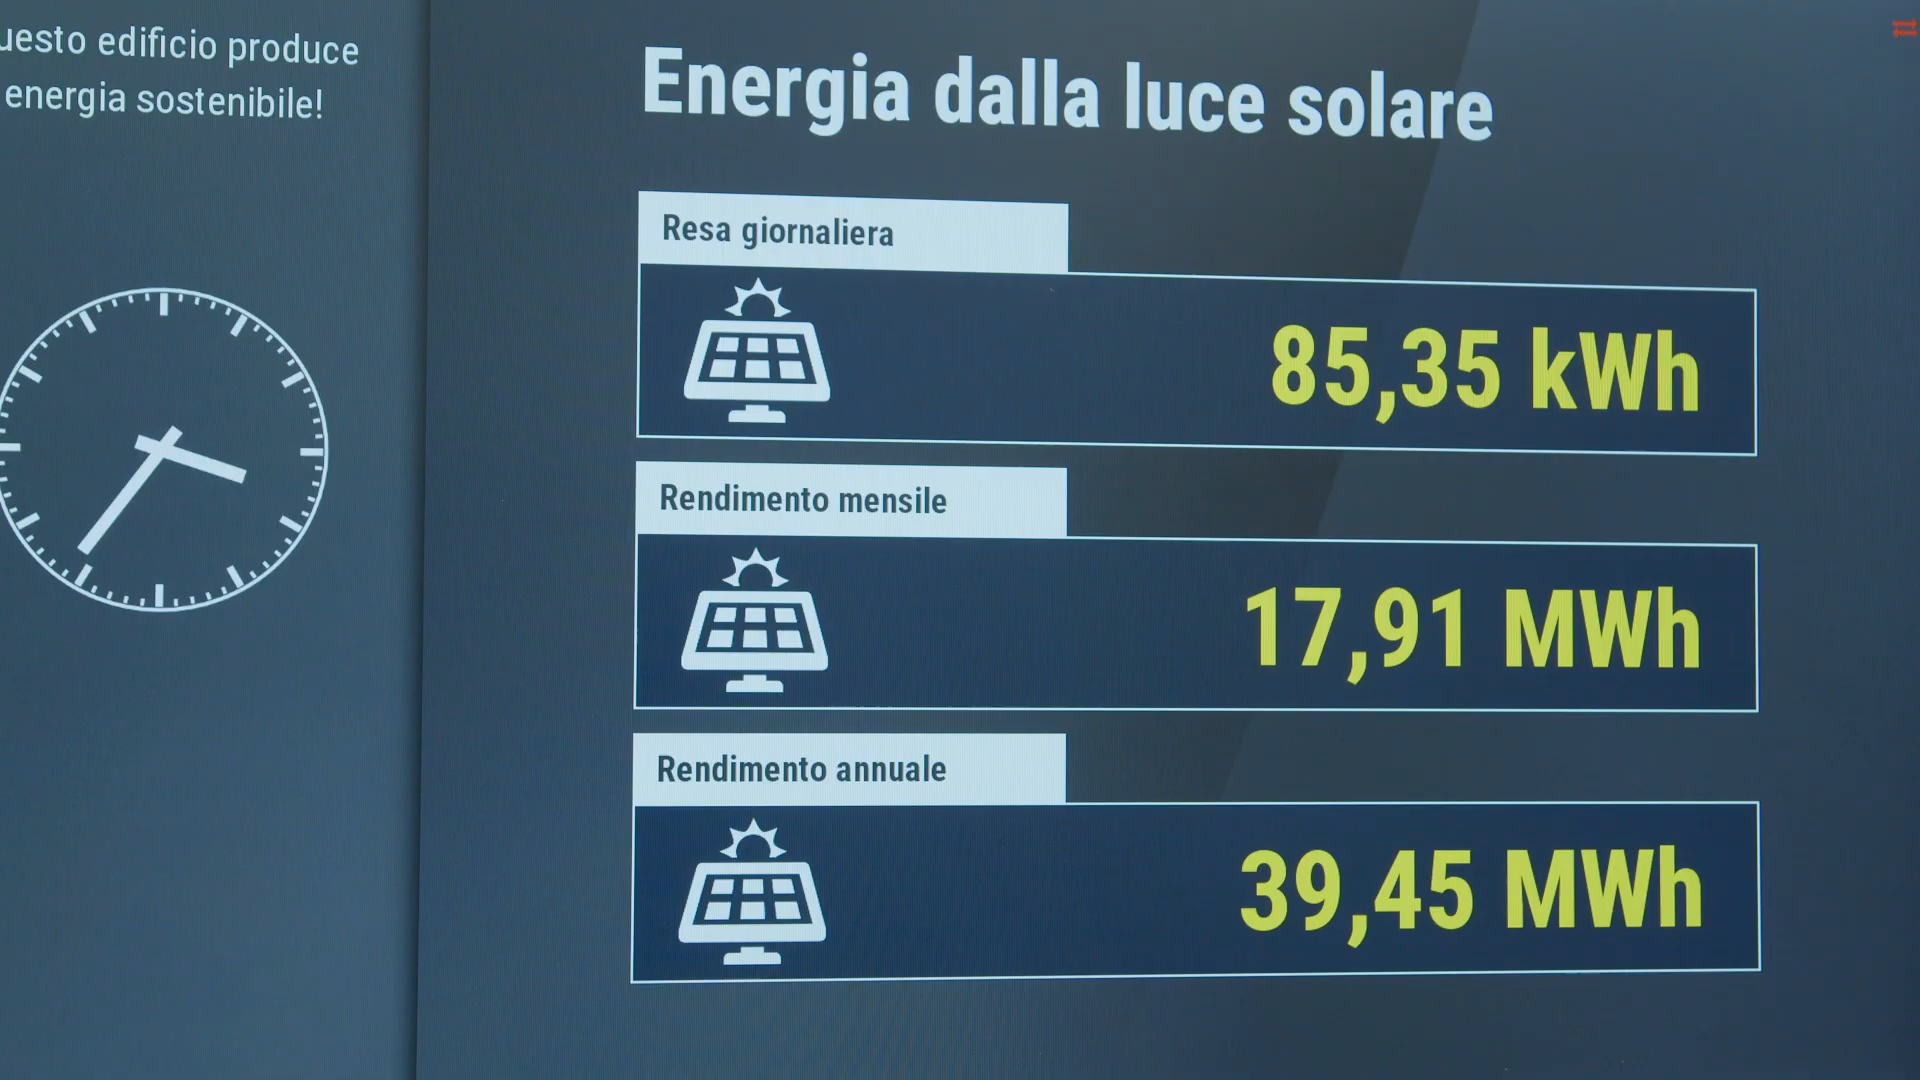 uesto edificio produce
energia sostenibile!
Energia dalla luce solare
Resa giornaliera
85,35 kWh
Rendimento mensile
17,91 MWh
Rendimento annuale
39,45 MWh